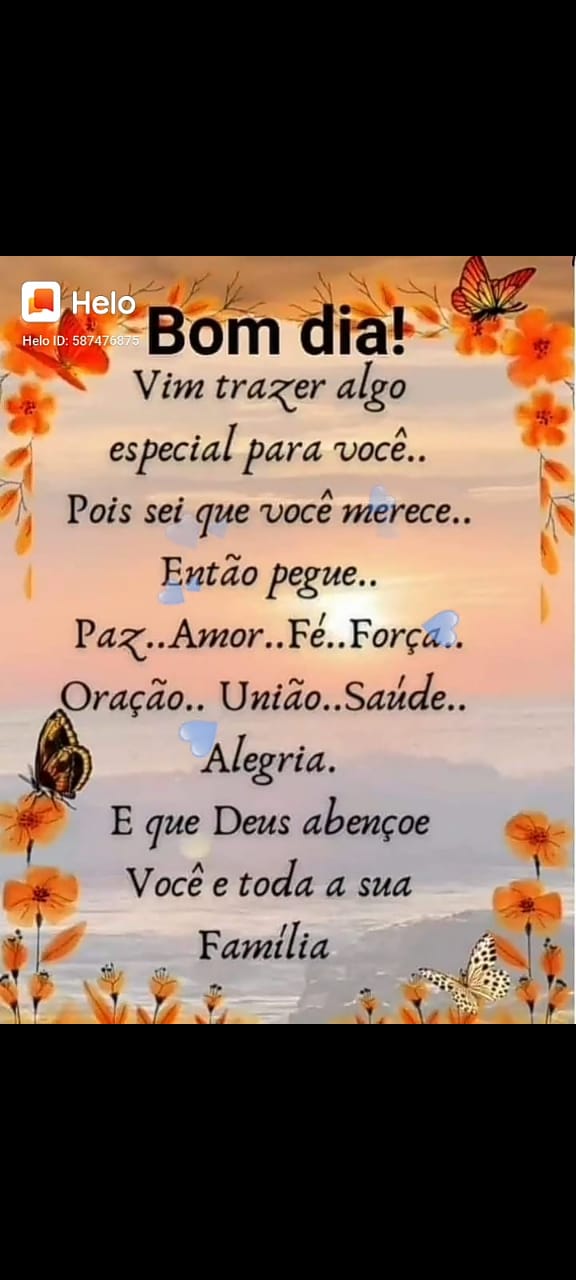 Helo
Helo ID: 587476875
Bom dia!
Vim trazer algo
especial para você..
Pois sei que você merece..
Então pegue..
Paz..Amor..Fé..Força..
Oração.. União..Saúde..
Alegria.
E que Deus abençoe
Você e toda a sua
Família